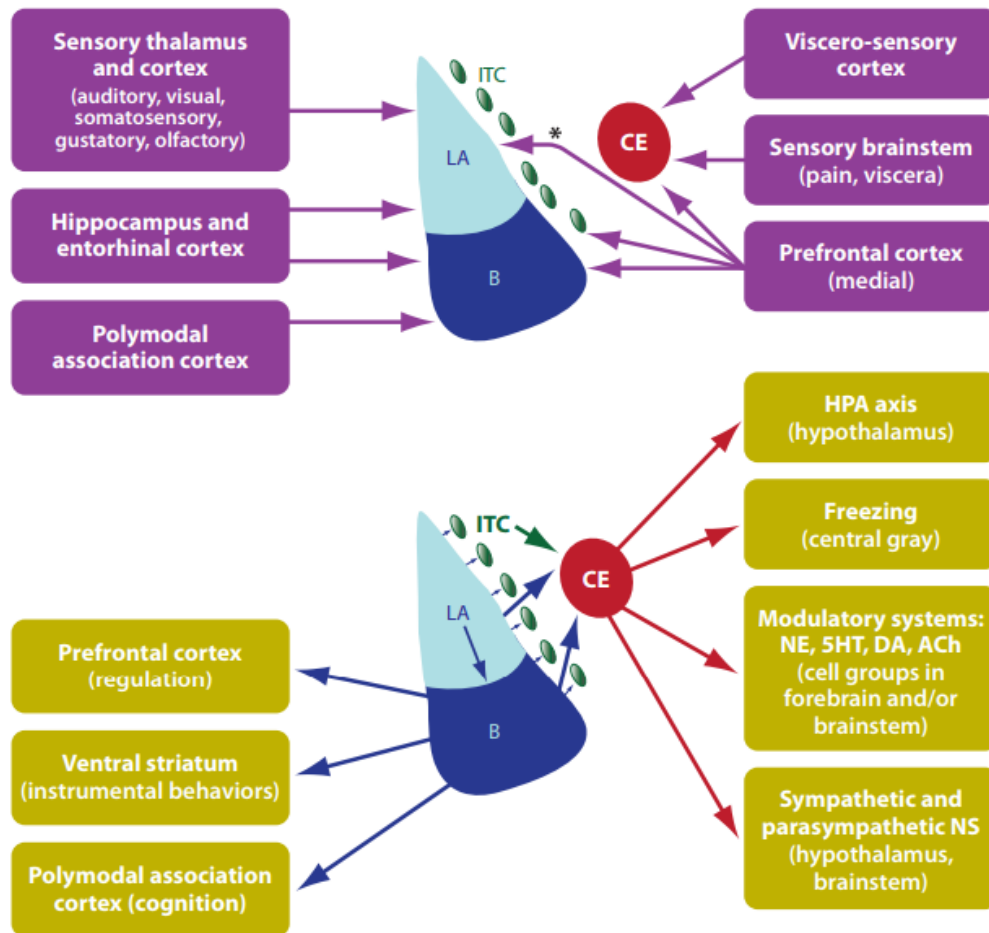 Sensory thalamus
and cortex
(auditory, visual,
somatosensory,
gustatory, olfactory)
Hippocampus and
entorhinal cortex
Polymodal
association cortex
ITC
*
LA
B
CE
Viscero-sensory
cortex
Sensory brainstem
(pain, viscera)
Prefrontal cortex
(medial)
Prefrontal cortex
(regulation)
Ventral striatum
(instrumental behaviors)
Polymodal association
cortex (cognition)
ITC
LA
B
CE
HPA axis
(hypothalamus)
Freezing
(central gray)
Modulatory systems:
NE, 5HT, DA, ACh
(cell groups in
forebrain and/or
brainstem)
Sympathetic and
parasympathetic NS
(hypothalamus,
brainstem)